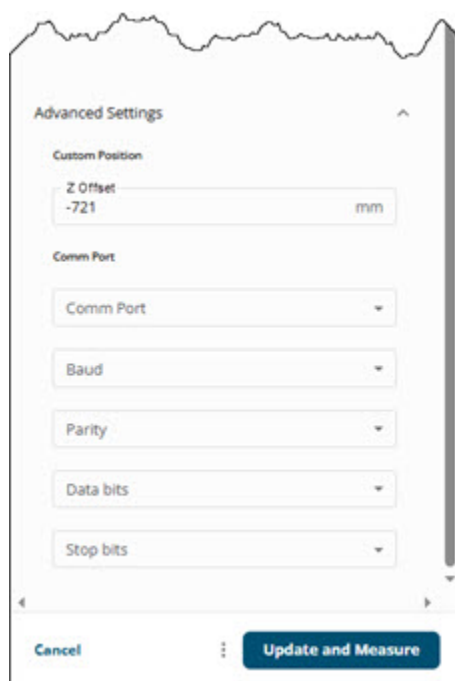 Advanced Settings
Custom Position
Z Offset
-721 mm
Comm Port
Comm Port
Baud
Parity
Data bits
Stop bits
Cancel
Update and Measure